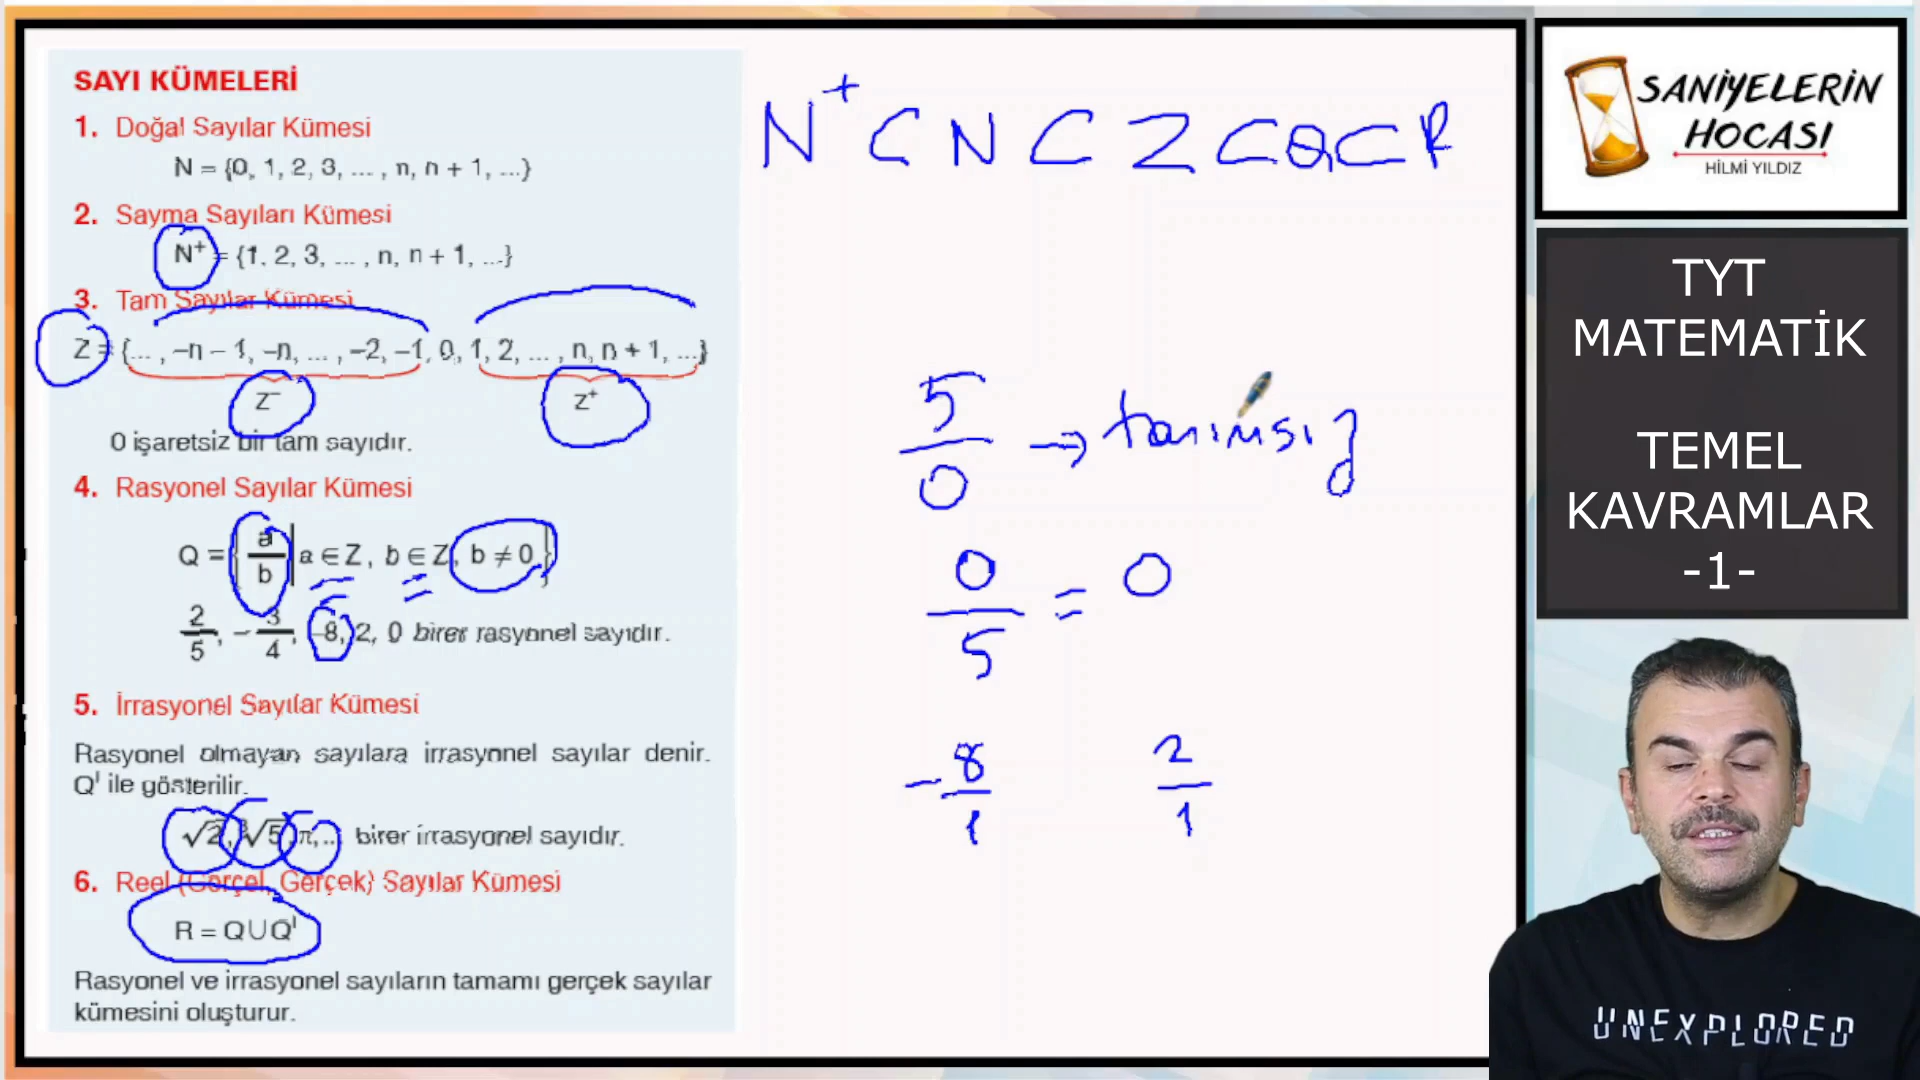 SAYI KÜMELERİ
1. Doğal Sayılar Kümesi
N = {0, 1, 2, 3, ... , n, n + 1, ...}
2. Sayma Sayıları Kümesi
N⁺ = {1, 2, 3, ... , n, n + 1, ...}
3. Tam Sayılar Kümesi
Z = {... , –n – 1, –n, ... , –2, –1, 0, 1, 2, ... , n, n + 1, ...}
Z⁻ Z⁺
0 işaretsiz bir tam sayıdır.
4. Rasyonel Sayılar Kümesi
Q = { a/b | a ∈ Z, b ∈ Z, b ≠ 0 }
2/5, –3/4, –8, 2, 0 birer rasyonel sayıdır.
5. İrrasyonel Sayılar Kümesi
Rasyonel olmayan sayılara irrasyonel sayılar denir.
Qᴵ ile gösterilir.
√2, ³√5, π, ... birer irrasyonel sayıdır.
6. Reel (Gerçel, Gerçek) Sayılar Kümesi
R = Q∪Qᴵ
Rasyonel ve irrasyonel sayıların tamamı gerçek sayılar
kümesini oluşturur.
N⁺ ⊂ N ⊂ Z ⊂ Q ⊂ R
5/0 → tanımsız
0/5 = 0
–8/1 2/1
SANİYELERİN
HOCASI
HİLMİ YILDIZ
TYT
MATEMATİK
TEMEL
KAVRAMLAR
-1-
UNEXPLORED